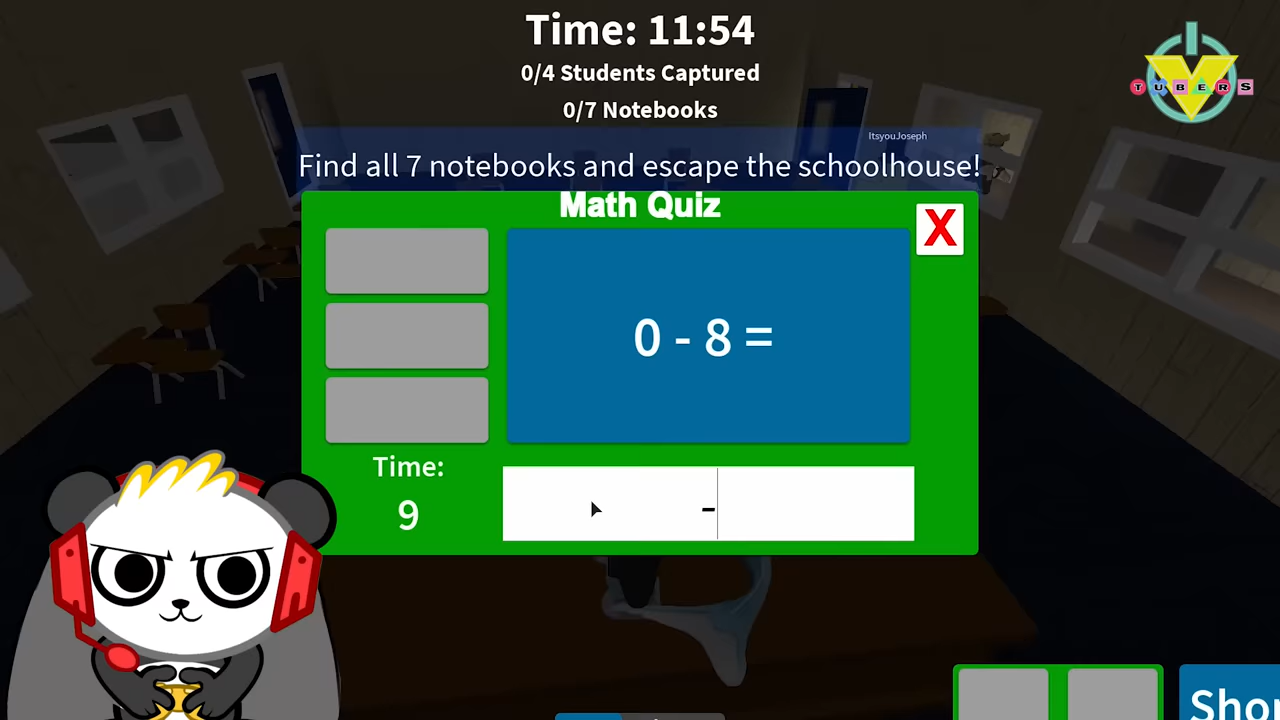 Time: 11:54
0/4 Students Captured
0/7 Notebooks
ItsyouJoseph
Find all 7 notebooks and escape the schoolhouse!
Math Quiz
X
0 - 8 =
Time:
9
-
V
TUBERS
Shop